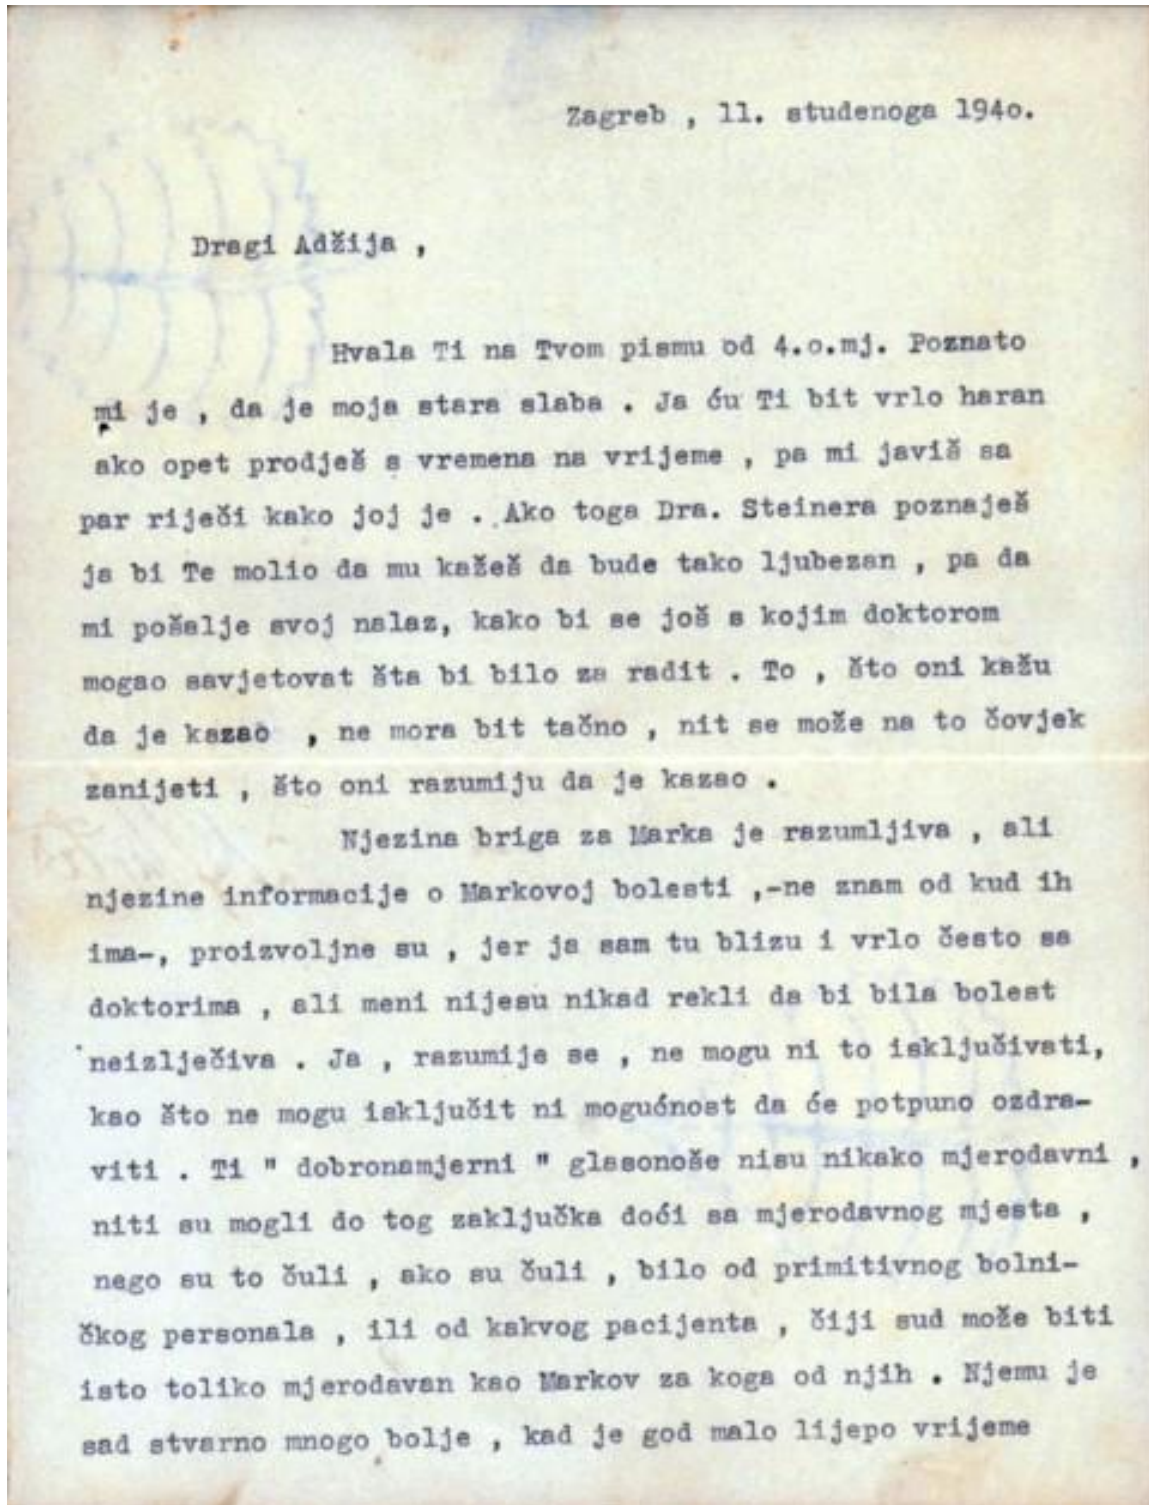 Zagreb , 11. studenoga 194o.
Dragi Adžija ,
Hvala Ti na Tvom pismu od 4.o.mj. Poznato
mi je , da je moja stara slaba . Ja ću Ti bit vrlo haran
ako opet prodješ s vremena na vrijeme , pa mi javiš sa
par riječi kako joj je . Ako toga Dra. Steinera poznaješ
ja bi Te molio da mu kažeš da bude tako ljubezan , pa da
mi pošalje svoj nalaz, kako bi se još s kojim doktorom
mogao savjetovat šta bi bilo za radit . To , što oni kažu
da je kazao , ne mora bit tačno , nit se može na to čovjek
zanijeti , što oni razumiju da je kazao .
Njezina briga za Marka je razumljiva , ali
njezine informacije o Markovoj bolesti ,-ne znam od kud ih
ima-, proizvoljne su , jer ja sam tu blizu i vrlo često sa
doktorima , ali meni nijesu nikad rekli da bi bila bolest
neizlječiva . Ja , razumije se , ne mogu ni to isključivati,
kao što ne mogu isključit ni mogućnost da će potpuno ozdra-
viti . Ti " dobronamjerni " glasonoše nisu nikako mjerodavni ,
niti su mogli do tog zaključka doći sa mjerodavnog mjesta ,
nego su to čuli , ako su čuli , bilo od primitivnog bolni-
čkog personala , ili od kakvog pacijenta , čiji sud može biti
isto toliko mjerodavan kao Markov za koga od njih . Njemu je
sad stvarno mnogo bolje , kad je god malo lijepo vrijeme